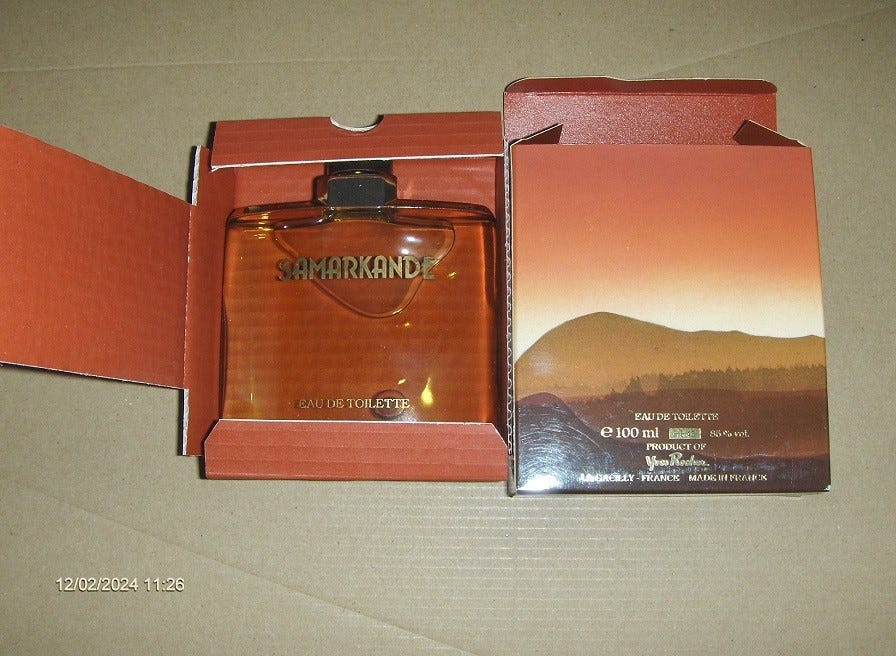 SAMARKANDE
EAU DE TOILETTE
EAU DE TOILETTE
e 100 ml 85 % vol.
PRODUCT OF
Yves Rocher
LA GACILLY - FRANCE MADE IN FRANCE
12/02/2024 11:26